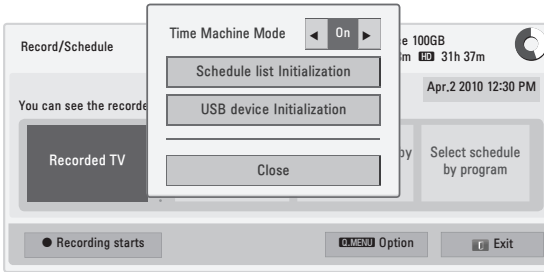 Record/Schedule
Time Machine Mode ◀ On ▶
Schedule list Initialization
USB device Initialization
Close
e 100GB
m HD 31h 37m
Apr.2 2010 12:30 PM
You can see the recorde
Recorded TV
by
Select schedule
by program
● Recording starts
Q.MENU Option
Exit